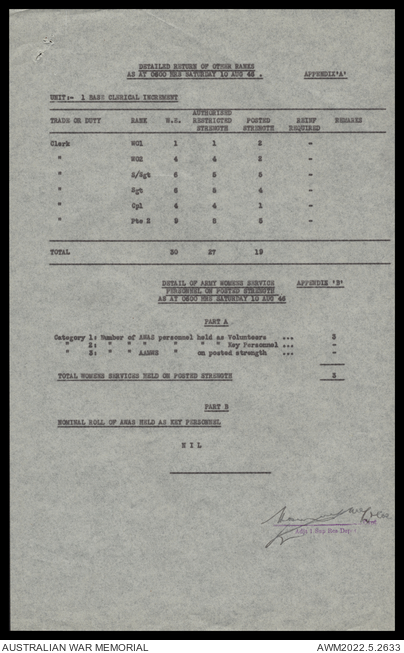 DETAILED RETURN OF OTHER RANKS
AS AT 0600 HRS SATURDAY 10 AUG 46. APPENDIX 'A'
UNIT:- 1 BASE CLERICAL INCREMENT
TRADE OR DUTY RANK W.E. AUTHORISED RESTRICTED STRENGTH POSTED STRENGTH REINF REQUIRED REMARKS
Clerk WO1 1 1 2 -
" WO2 4 4 2 -
" S/Sgt 6 5 5 -
" Sgt 6 5 4 -
" Cpl 4 4 1 -
" Pte 2 9 8 5 -
TOTAL 30 27 19
DETAIL OF ARMY WOMENS SERVICE APPENDIX 'B'
PERSONNEL ON POSTED STRENGTH
AS AT 0600 HRS SATURDAY 10 AUG 46
PART A
Category 1: Number of AWAS personnel held as Volunteers ... 3
" 2: " " " " " Key Personnel ... -
" 3: " " AAMWS " on posted strength ... -
TOTAL WOMENS SERVICES HELD ON POSTED STRENGTH 3
PART B
NOMINAL ROLL OF AWAS HELD AS KEY PERSONNEL
N I L
AUSTRALIAN WAR MEMORIAL AWM2022.5.2633